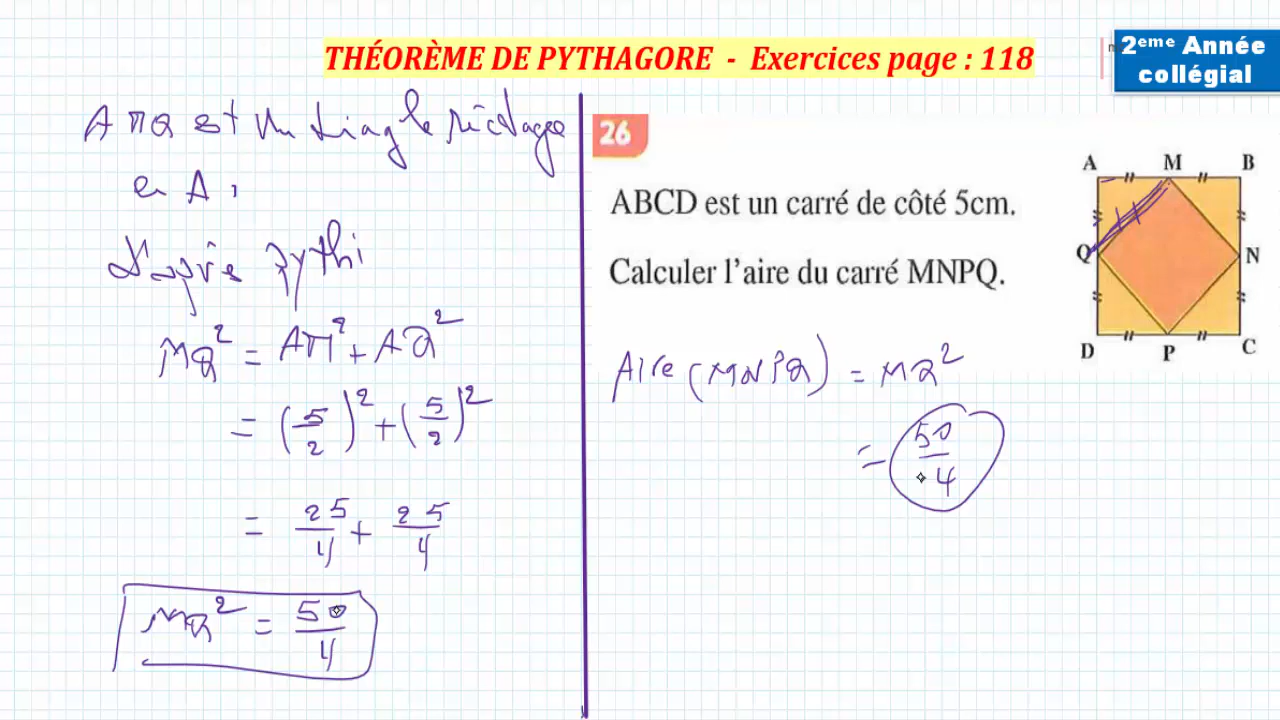 THÉORÈME DE PYTHAGORE - Exercices page : 118
2eme Année
collégial
AMQ est un triangle réctangle
en A,
D'après Pyth
MQ² = AM² + AQ²
= (5/2)² + (5/2)²
= 25/4 + 25/4
MQ² = 50/4
26
ABCD est un carré de côté 5cm.
Calculer l'aire du carré MNPQ.
A M B
Q N
D P C
Aire (MNPQ) = MQ²
= 50/4